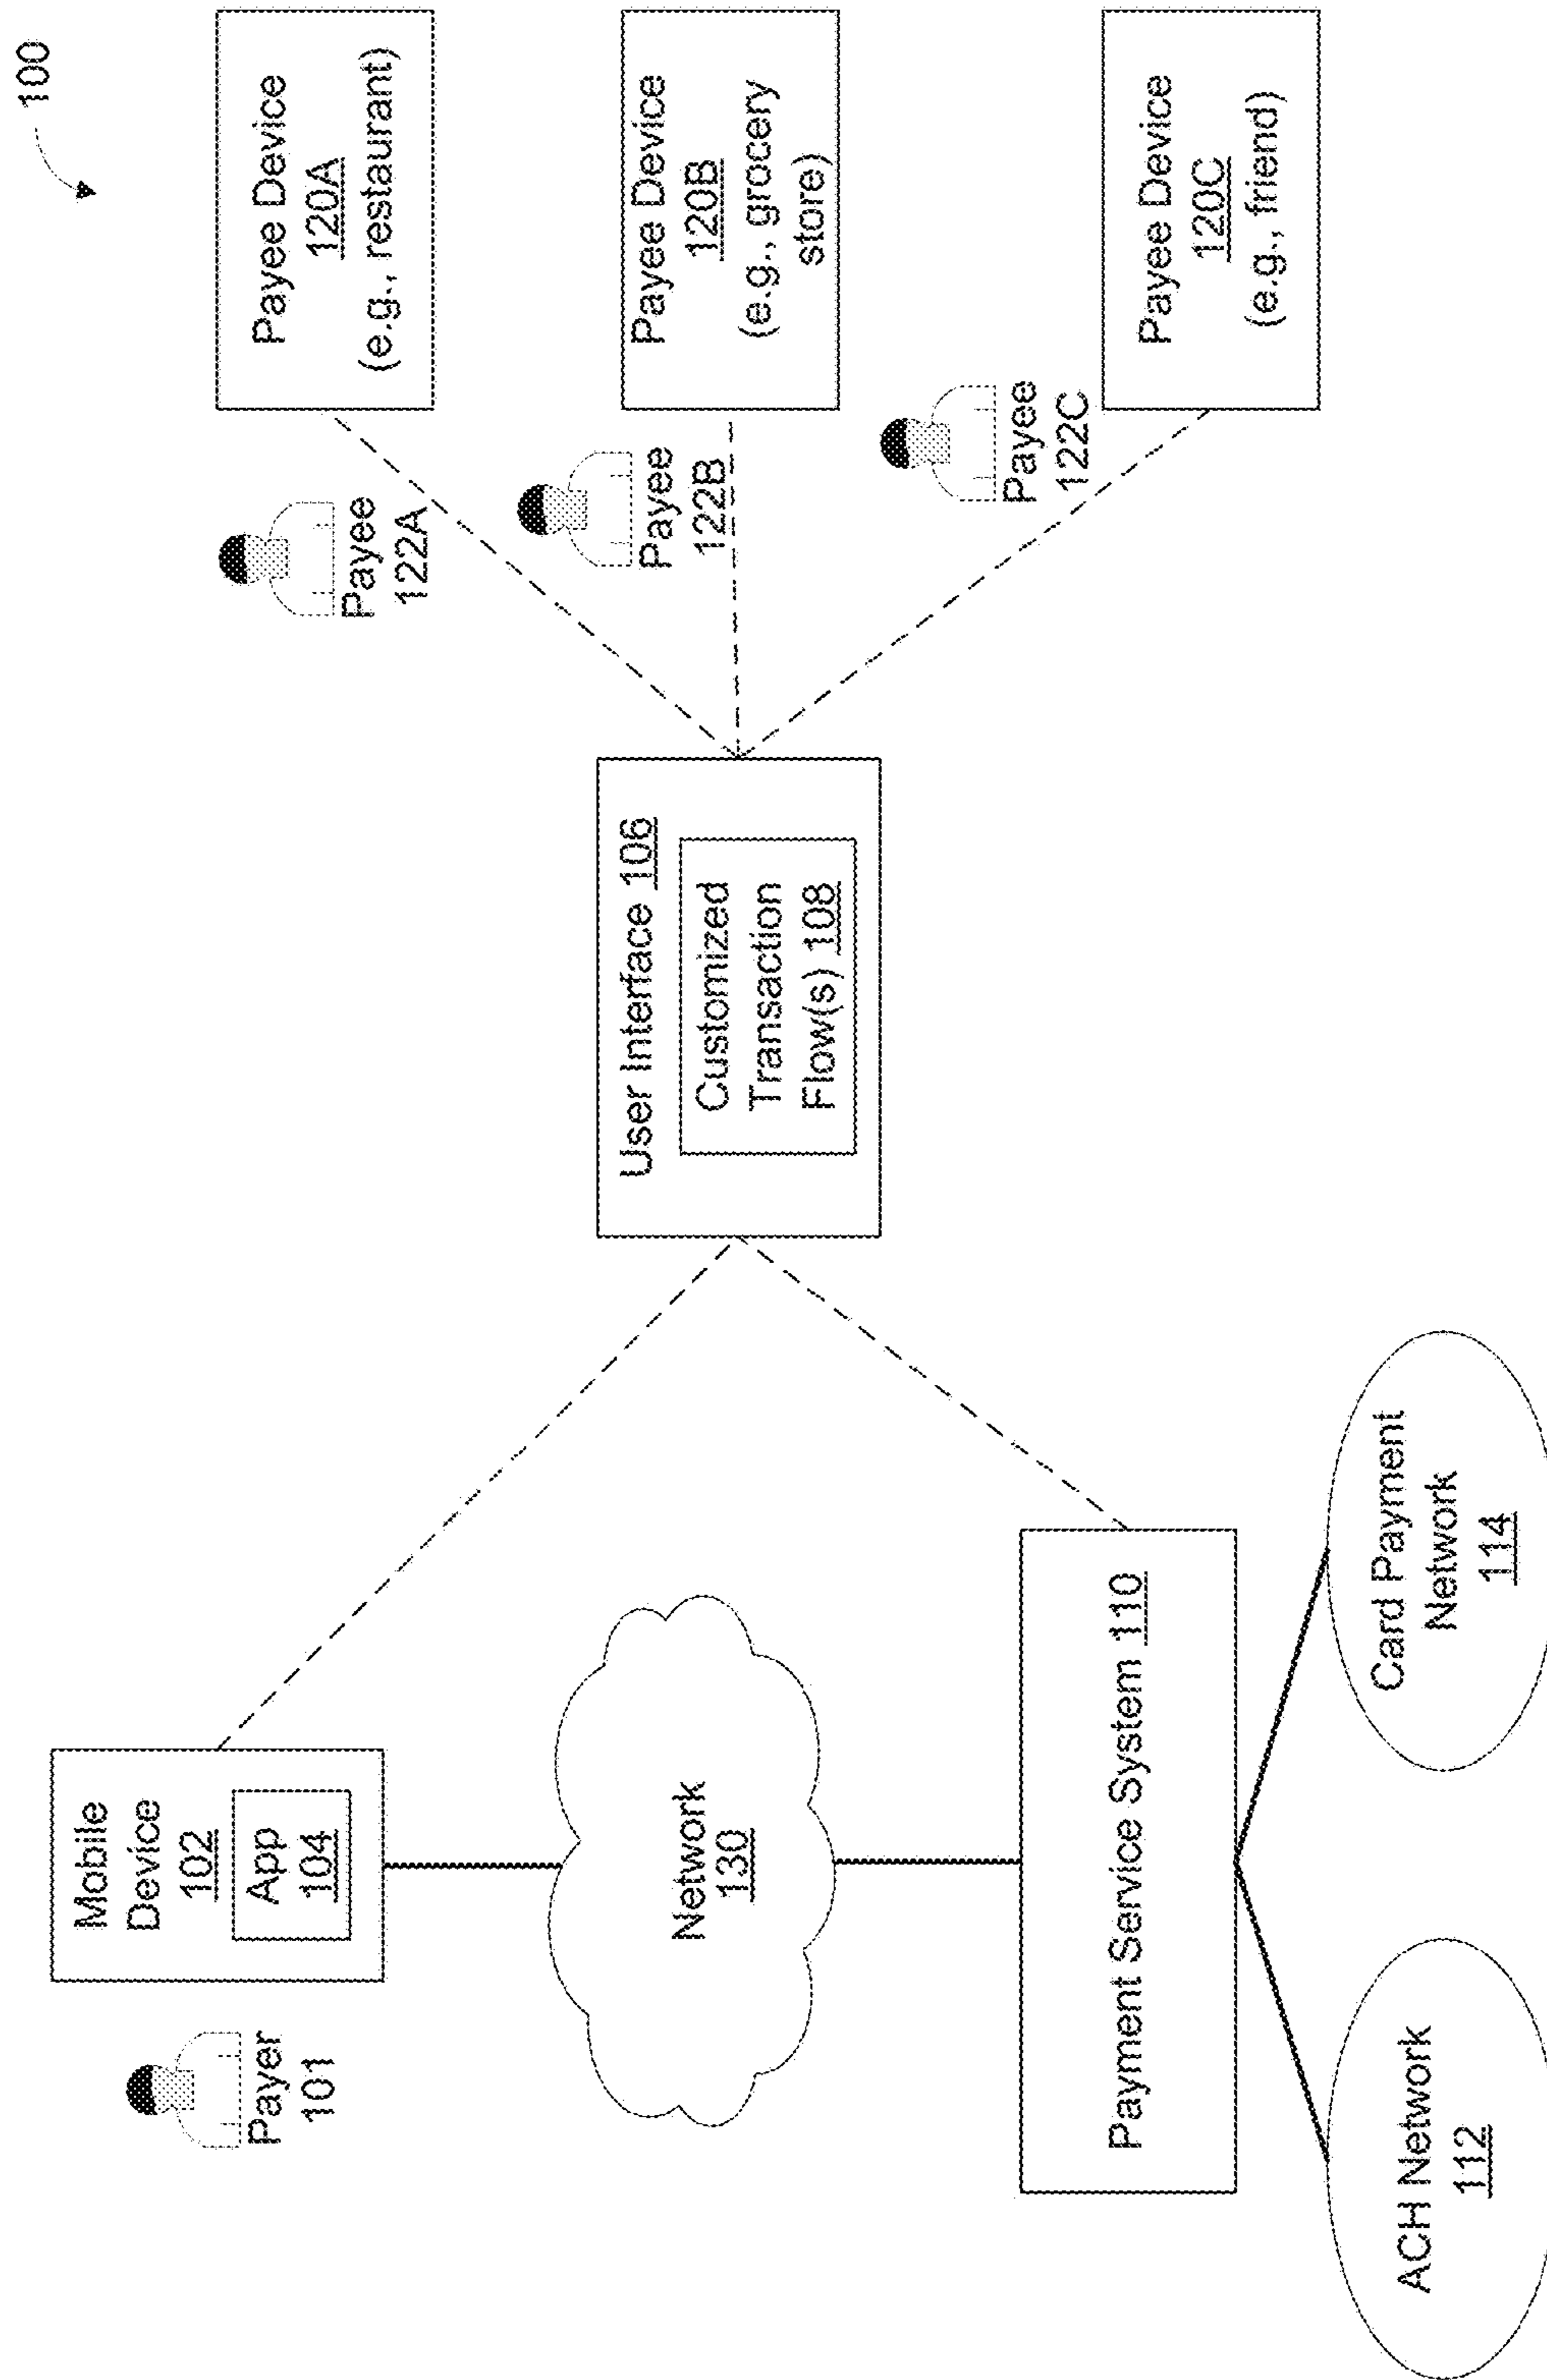 100
Mobile
Device
102
App
104
Payer
101
Network
130
Payment Service System 110
ACH Network
112
Card Payment
Network
114
User Interface 106
Customized
Transaction
Flow(s) 108
Payee
122A
Payee
122B
Payee
122C
Payee Device
120A
(e.g., restaurant)
Payee Device
120B
(e.g., grocery
store)
Payee Device
120C
(e.g., friend)